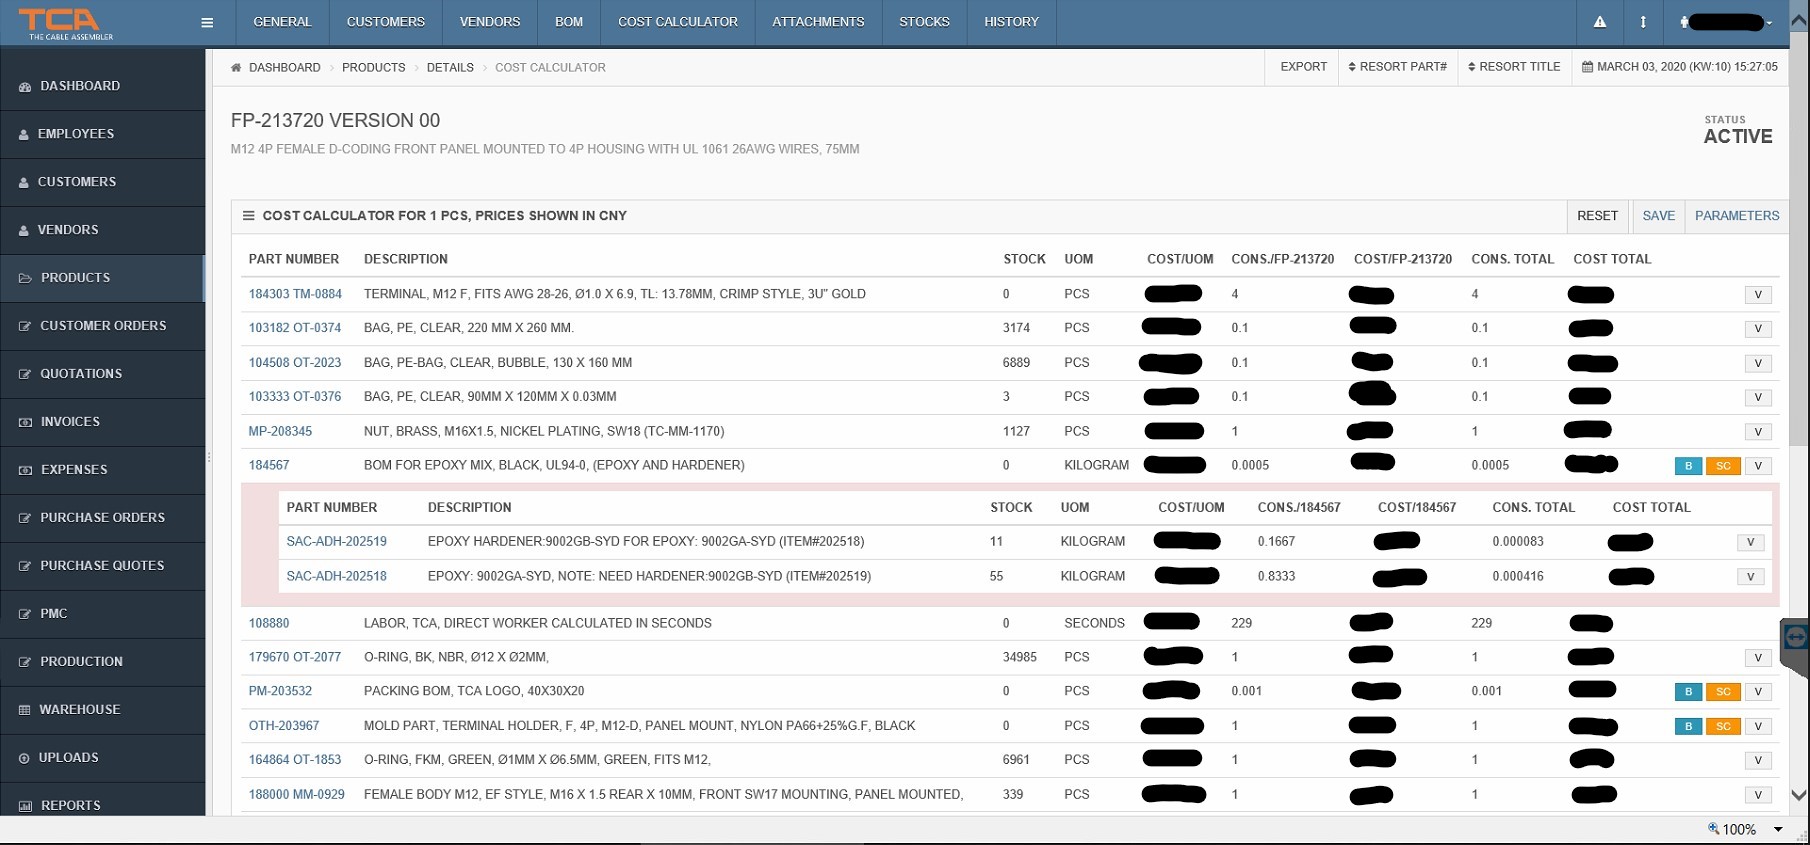 TCA
THE CABLE ASSEMBLER
GENERAL CUSTOMERS VENDORS BOM COST CALCULATOR ATTACHMENTS STOCKS HISTORY
DASHBOARD
EMPLOYEES
CUSTOMERS
VENDORS
PRODUCTS
CUSTOMER ORDERS
QUOTATIONS
INVOICES
EXPENSES
PURCHASE ORDERS
PURCHASE QUOTES
PMC
PRODUCTION
WAREHOUSE
UPLOADS
REPORTS
DASHBOARD > PRODUCTS > DETAILS > COST CALCULATOR EXPORT RESORT PART# RESORT TITLE MARCH 03, 2020 (KW:10) 15:27:05
FP-213720 VERSION 00
M12 4P FEMALE D-CODING FRONT PANEL MOUNTED TO 4P HOUSING WITH UL 1061 26AWG WIRES, 75MM
STATUS
ACTIVE
COST CALCULATOR FOR 1 PCS, PRICES SHOWN IN CNY RESET SAVE PARAMETERS
PART NUMBER DESCRIPTION STOCK UOM COST/UOM CONS./FP-213720 COST/FP-213720 CONS. TOTAL COST TOTAL
184303 TM-0884 TERMINAL, M12 F, FITS AWG 28-26, Ø1.0 X 6.9, TL: 13.78MM, CRIMP STYLE, 3U" GOLD 0 PCS 4 4 V
103182 OT-0374 BAG, PE, CLEAR, 220 MM X 260 MM. 3174 PCS 0.1 0.1 V
104508 OT-2023 BAG, PE-BAG, CLEAR, BUBBLE, 130 X 160 MM 6889 PCS 0.1 0.1 V
103333 OT-0376 BAG, PE, CLEAR, 90MM X 120MM X 0.03MM 3 PCS 0.1 0.1 V
MP-208345 NUT, BRASS, M16X1.5, NICKEL PLATING, SW18 (TC-MM-1170) 1127 PCS 1 1 V
184567 BOM FOR EPOXY MIX, BLACK, UL94-0, (EPOXY AND HARDENER) 0 KILOGRAM 0.0005 0.0005 B SC V
PART NUMBER DESCRIPTION STOCK UOM COST/UOM CONS./184567 COST/184567 CONS. TOTAL COST TOTAL
SAC-ADH-202519 EPOXY HARDENER:9002GB-SYD FOR EPOXY: 9002GA-SYD (ITEM#202518) 11 KILOGRAM 0.1667 0.000083 V
SAC-ADH-202518 EPOXY: 9002GA-SYD, NOTE: NEED HARDENER:9002GB-SYD (ITEM#202519) 55 KILOGRAM 0.8333 0.000416 V
108880 LABOR, TCA, DIRECT WORKER CALCULATED IN SECONDS 0 SECONDS 229 229
179670 OT-2077 O-RING, BK, NBR, Ø12 X Ø2MM, 34985 PCS 1 1 V
PM-203532 PACKING BOM, TCA LOGO, 40X30X20 0 PCS 0.001 0.001 B SC V
OTH-203967 MOLD PART, TERMINAL HOLDER, F, 4P, M12-D, PANEL MOUNT, NYLON PA66+25%G.F, BLACK 0 PCS 1 1 B SC V
164864 OT-1853 O-RING, FKM, GREEN, Ø1MM X Ø6.5MM, GREEN, FITS M12, 6961 PCS 1 1 V
188000 MM-0929 FEMALE BODY M12, EF STYLE, M16 X 1.5 REAR X 10MM, FRONT SW17 MOUNTING, PANEL MOUNTED, 339 PCS 1 1 V
100%